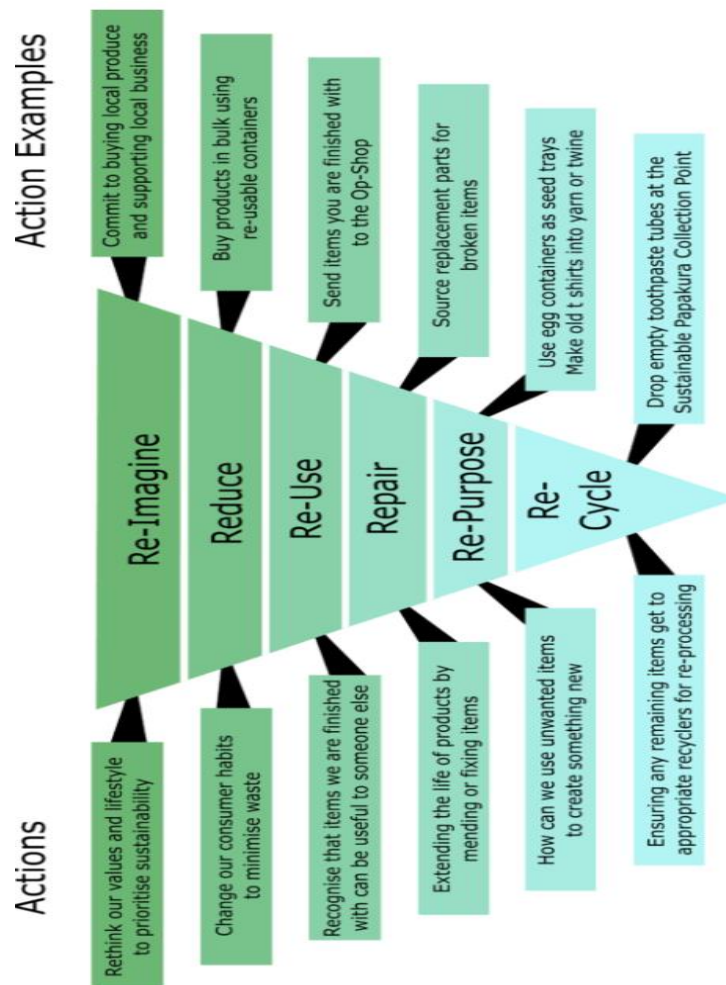 Actions
Action Examples
Rethink our values and lifestyle
to prioritise sustainability
Re-Imagine
Commit to buying local produce
and supporting local business
Change our consumer habits
to minimise waste
Reduce
Buy products in bulk using
re-usable containers
Recognise that items we are finished
with can be useful to someone else
Re-Use
Send items you are finished with
to the Op-Shop
Extending the life of products by
mending or fixing items
Repair
Source replacement parts for
broken items
How can we use unwanted items
to create something new
Re-Purpose
Use egg containers as seed trays
Make old t shirts into yarn or twine
Ensuring any remaining items get to
appropriate recyclers for re-processing
Re-
Cycle
Drop empty toothpaste tubes at the
Sustainable Papakura Collection Point